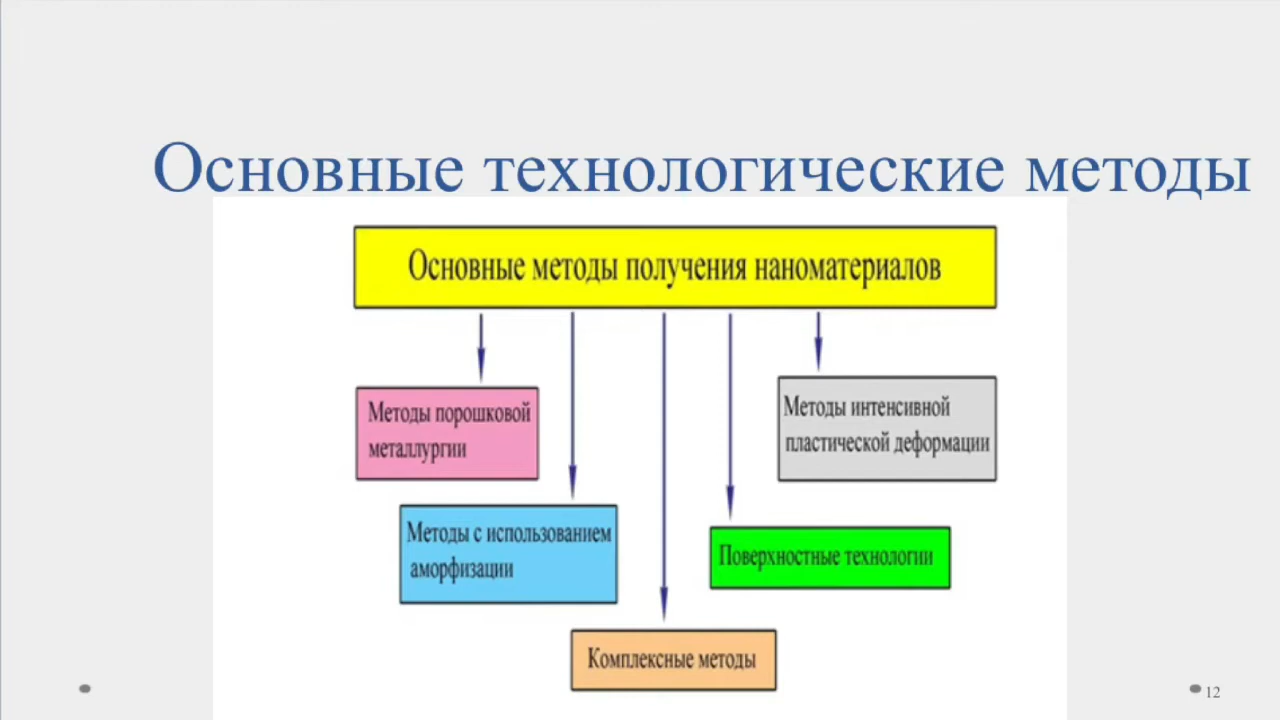 Основные технологические методы
Основные методы получения наноматериалов
Методы порошковой
металлургии
Методы интенсивной
пластической деформации
Методы с использованием
аморфизации
Поверхностные технологии
Комплексные методы
12